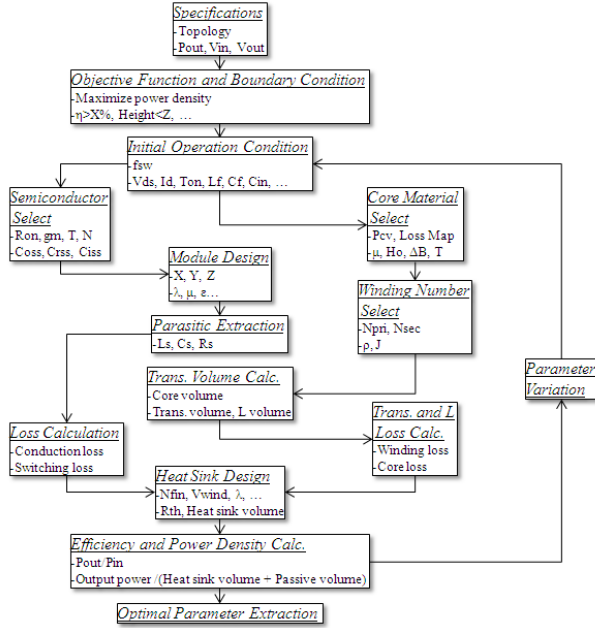 Specifications
-Topology
-Pout, Vin, Vout
Objective Function and Boundary Condition
-Maximize power density
-η>X%, Height<Z, …
Initial Operation Condition
-fsw
-Vds, Id, Ton, Lf, Cf, Cin, …
Semiconductor
Select
-Ron, gm, T, N
-Coss, Crss, Ciss
Core Material
Select
-Pcv, Loss Map
-μ, Ho, ΔB, T
Module Design
-X, Y, Z
-λ, μ, ε…
Winding Number
Select
-Npri, Nsec
-ρ, J
Parasitic Extraction
-Ls, Cs, Rs
Parameter
Variation
Trans. Volume Calc.
-Core volume
-Trans. volume, L volume
Loss Calculation
-Conduction loss
-Switching loss
Trans. and L
Loss Calc.
-Winding loss
-Core loss
Heat Sink Design
-Nfin, Vwind, λ, …
-Rth, Heat sink volume
Efficiency and Power Density Calc.
-Pout/Pin
-Output power /(Heat sink volume + Passive volume)
Optimal Parameter Extraction